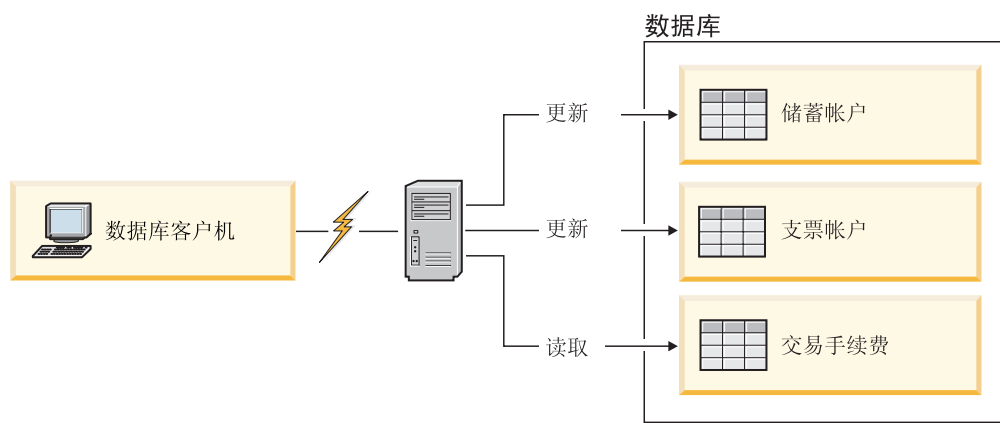 数据库
更新
储蓄帐户
数据库客户机
更新
支票帐户
读取
交易手续费